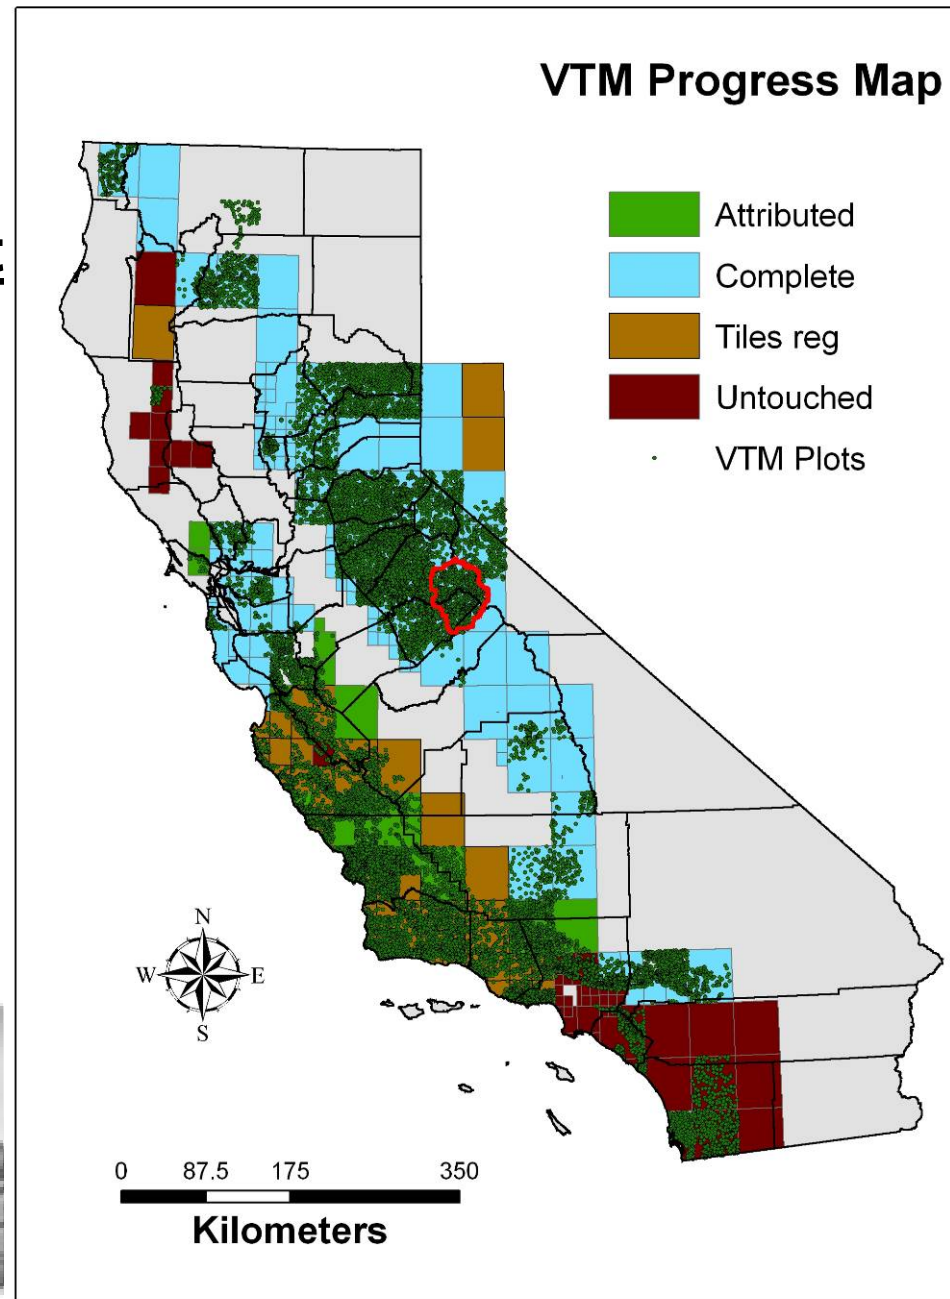 VTM Progress Map
Attributed
Complete
Tiles reg
Untouched
VTM Plots
N
W E
S
0 87.5 175 350
Kilometers